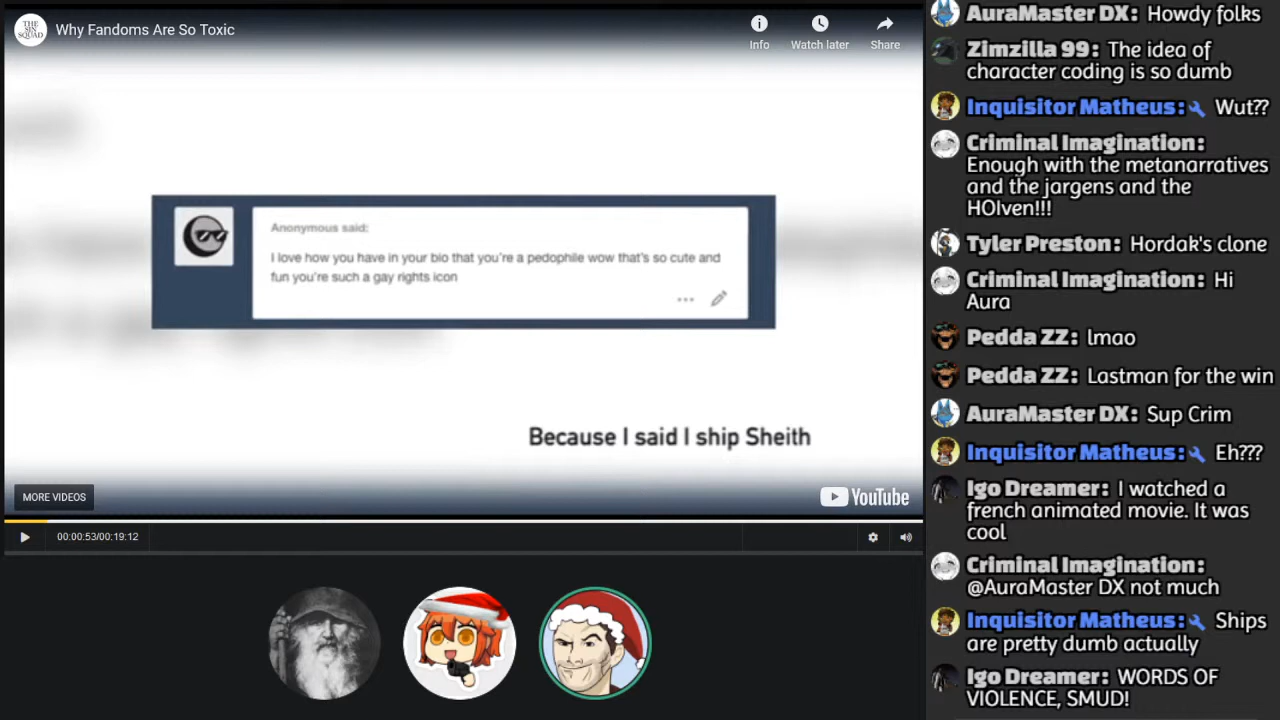 THE
SIN
SQUAD
Why Fandoms Are So Toxic
Info
Watch later
Share
Anonymous said:
I love how you have in your bio that you're a pedophile wow that's so cute and
fun you're such a gay rights icon
Because I said I ship Sheith
MORE VIDEOS
YouTube
00:00:53/00:19:12
AuraMaster DX: Howdy folks
Zimzilla 99: The idea of
character coding is so dumb
Inquisitor Matheus: Wut??
Criminal Imagination:
Enough with the metanarratives
and the jargens and the
HOIven!!!
Tyler Preston: Hordak's clone
Criminal Imagination: Hi
Aura
Pedda ZZ: lmao
Pedda ZZ: Lastman for the win
AuraMaster DX: Sup Crim
Inquisitor Matheus: Eh???
Igo Dreamer: I watched a
french animated movie. It was
cool
Criminal Imagination:
@AuraMaster DX not much
Inquisitor Matheus: Ships
are pretty dumb actually
Igo Dreamer: WORDS OF
VIOLENCE, SMUD!